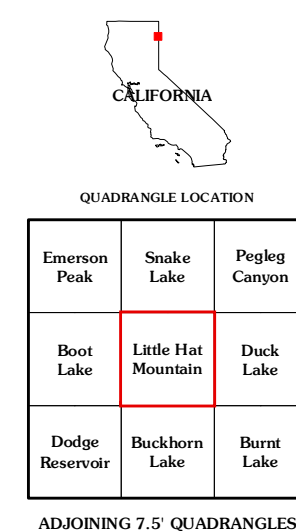 CALIFORNIA
QUADRANGLE LOCATION
Emerson
Peak
Snake
Lake
Pegleg
Canyon
Boot
Lake
Little Hat
Mountain
Duck
Lake
Dodge
Reservoir
Buckhorn
Lake
Burnt
Lake
ADJOINING 7.5' QUADRANGLES